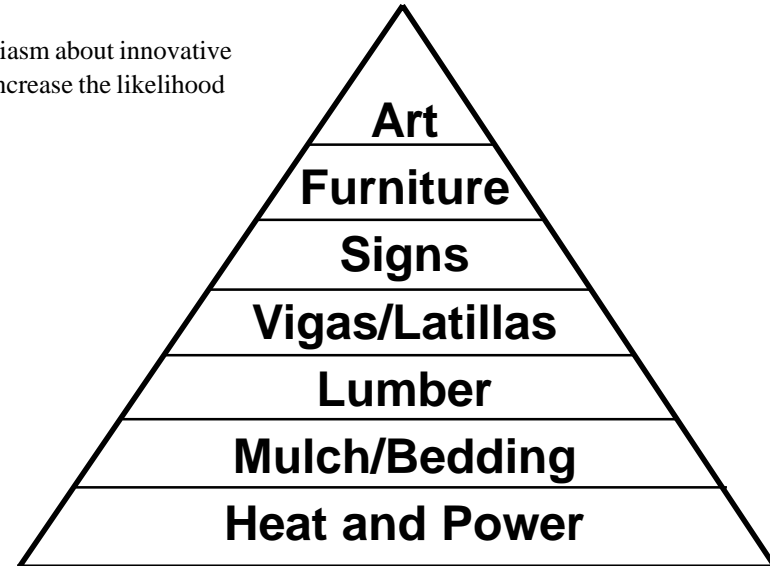 iasm about innovative
ncrease the likelihood
Art
Furniture
Signs
Vigas/Latillas
Lumber
Mulch/Bedding
Heat and Power